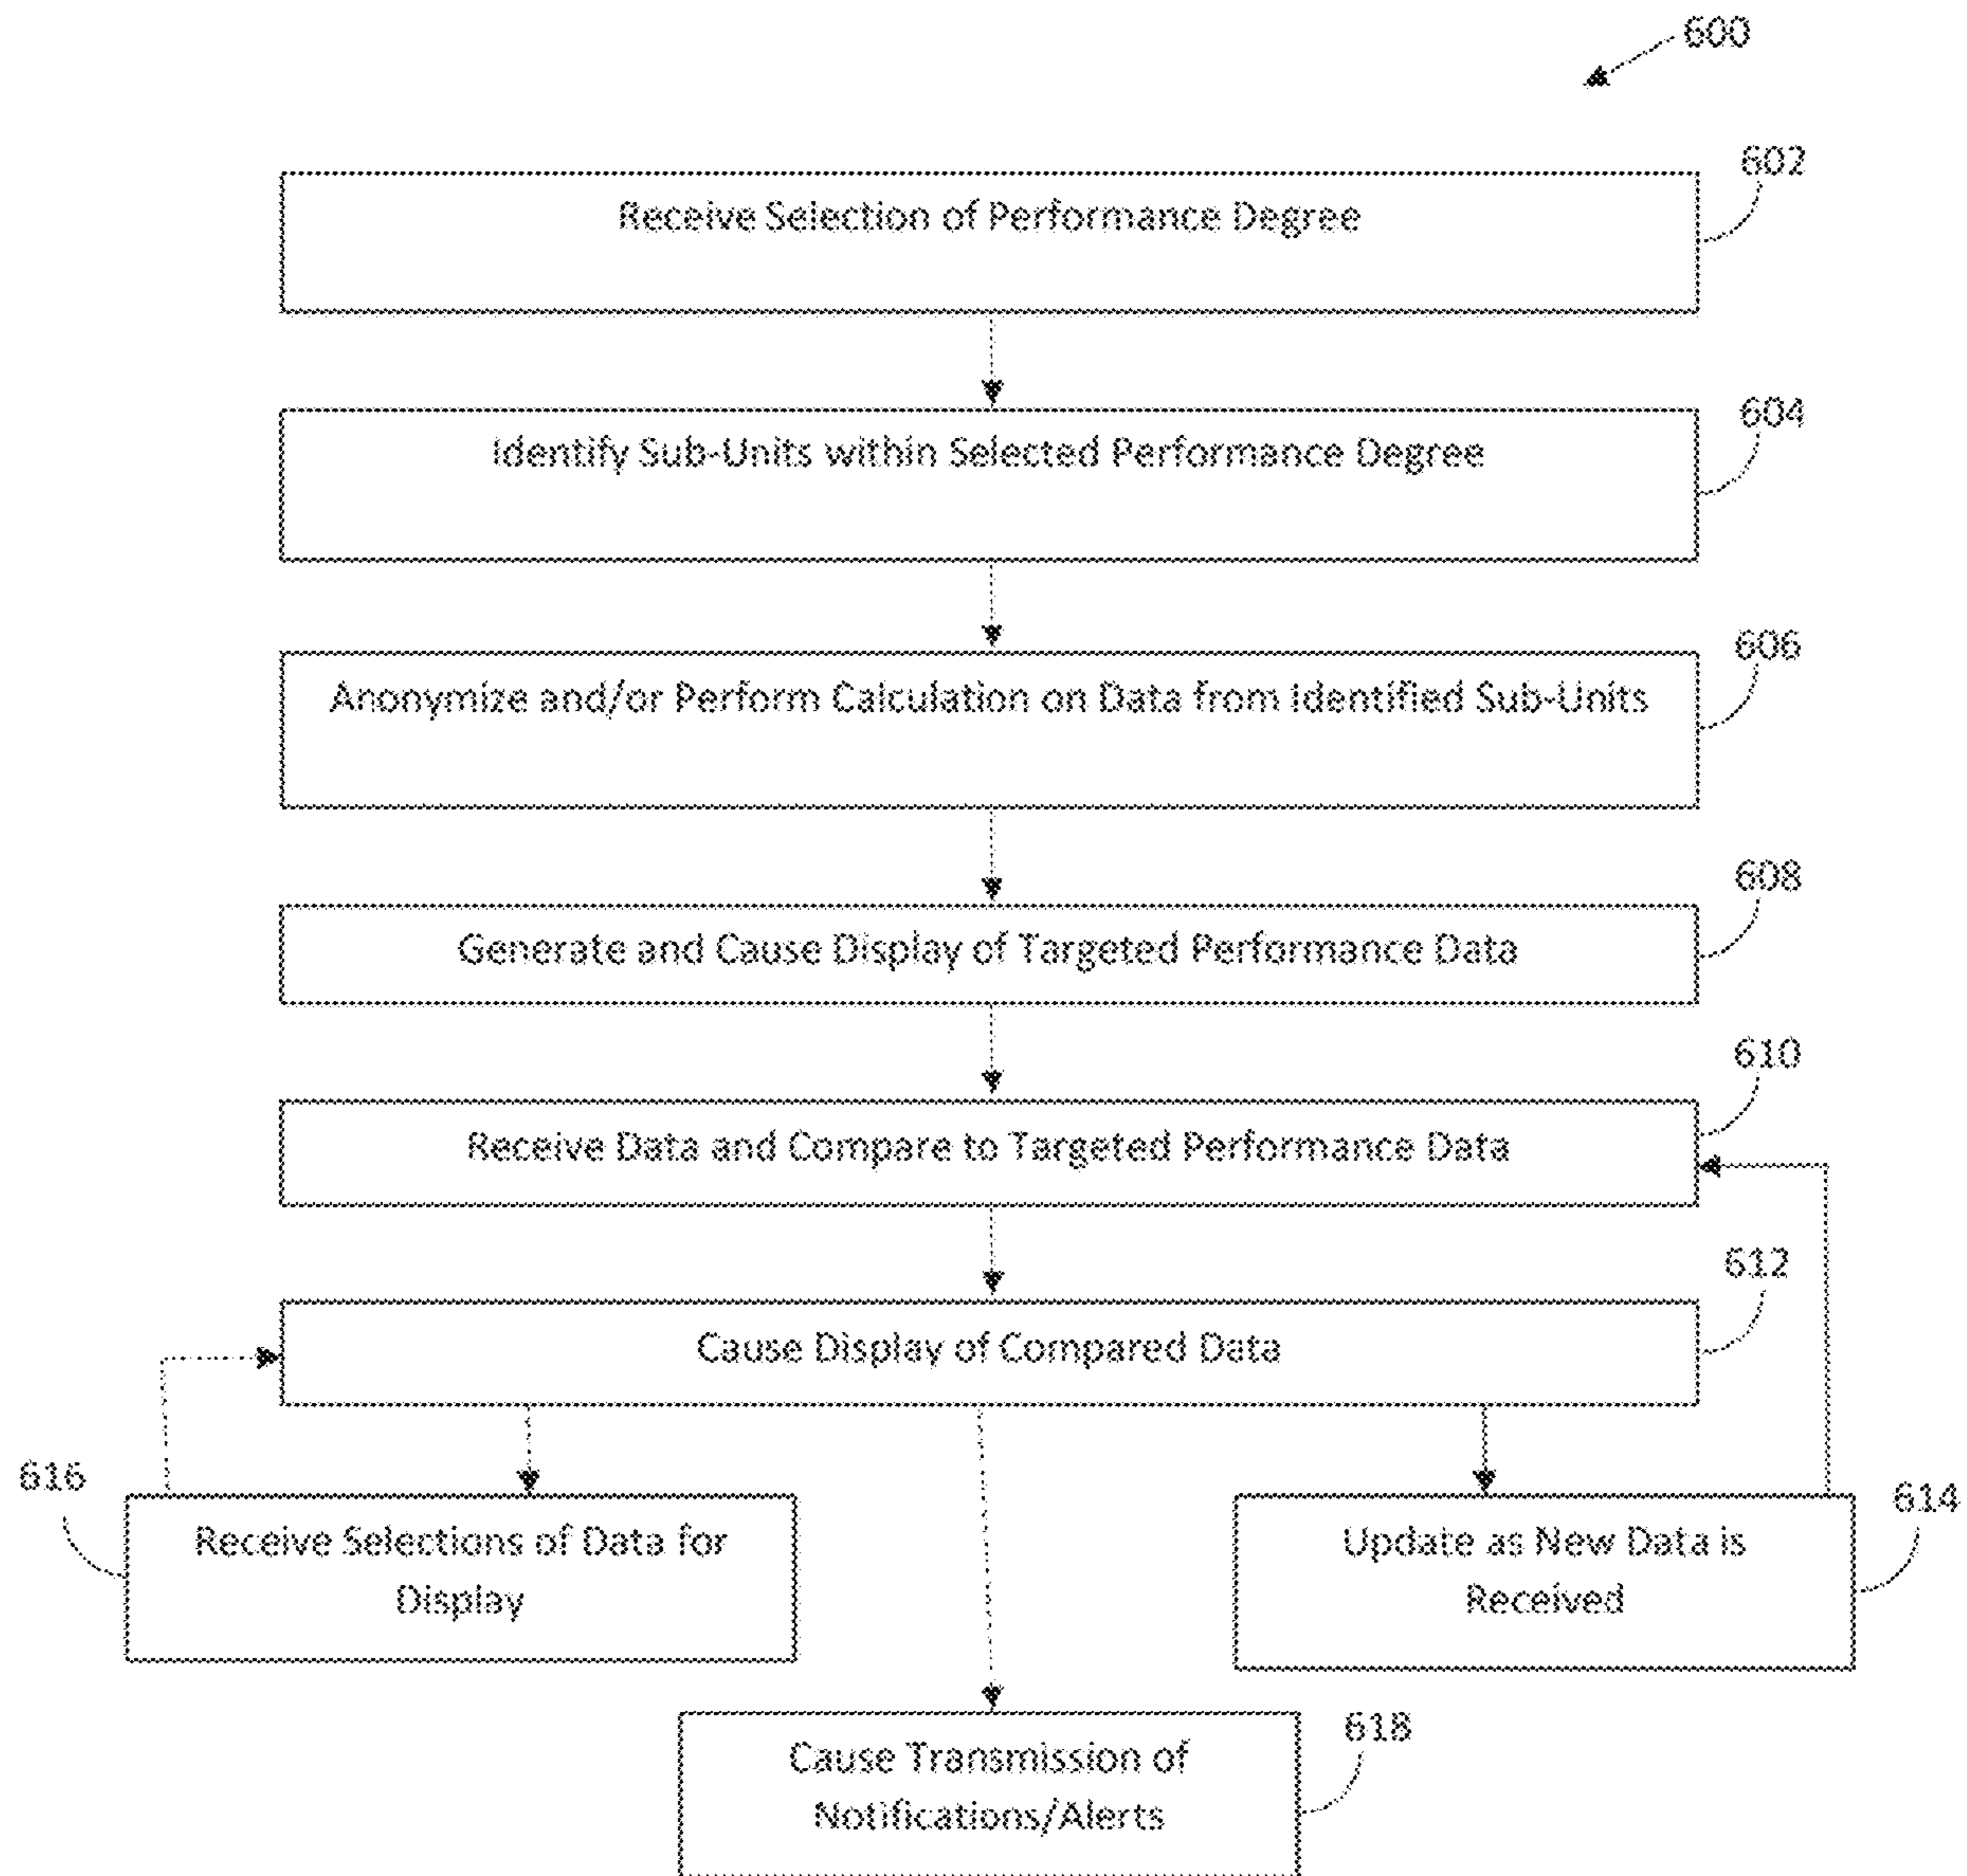 600
602
Receive Selection of Performance Degree
604
Identify Sub-Units within Selected Performance Degree
606
Anonymize and/or Perform Calculation on Data from Identified Sub-Units
608
Generate and Cause Display of Targeted Performance Data
610
Receive Data and Compare to Targeted Performance Data
612
Cause Display of Compared Data
616
Receive Selections of Data for
Display
614
Update as New Data is
Received
618
Cause Transmission of
Notifications/Alerts